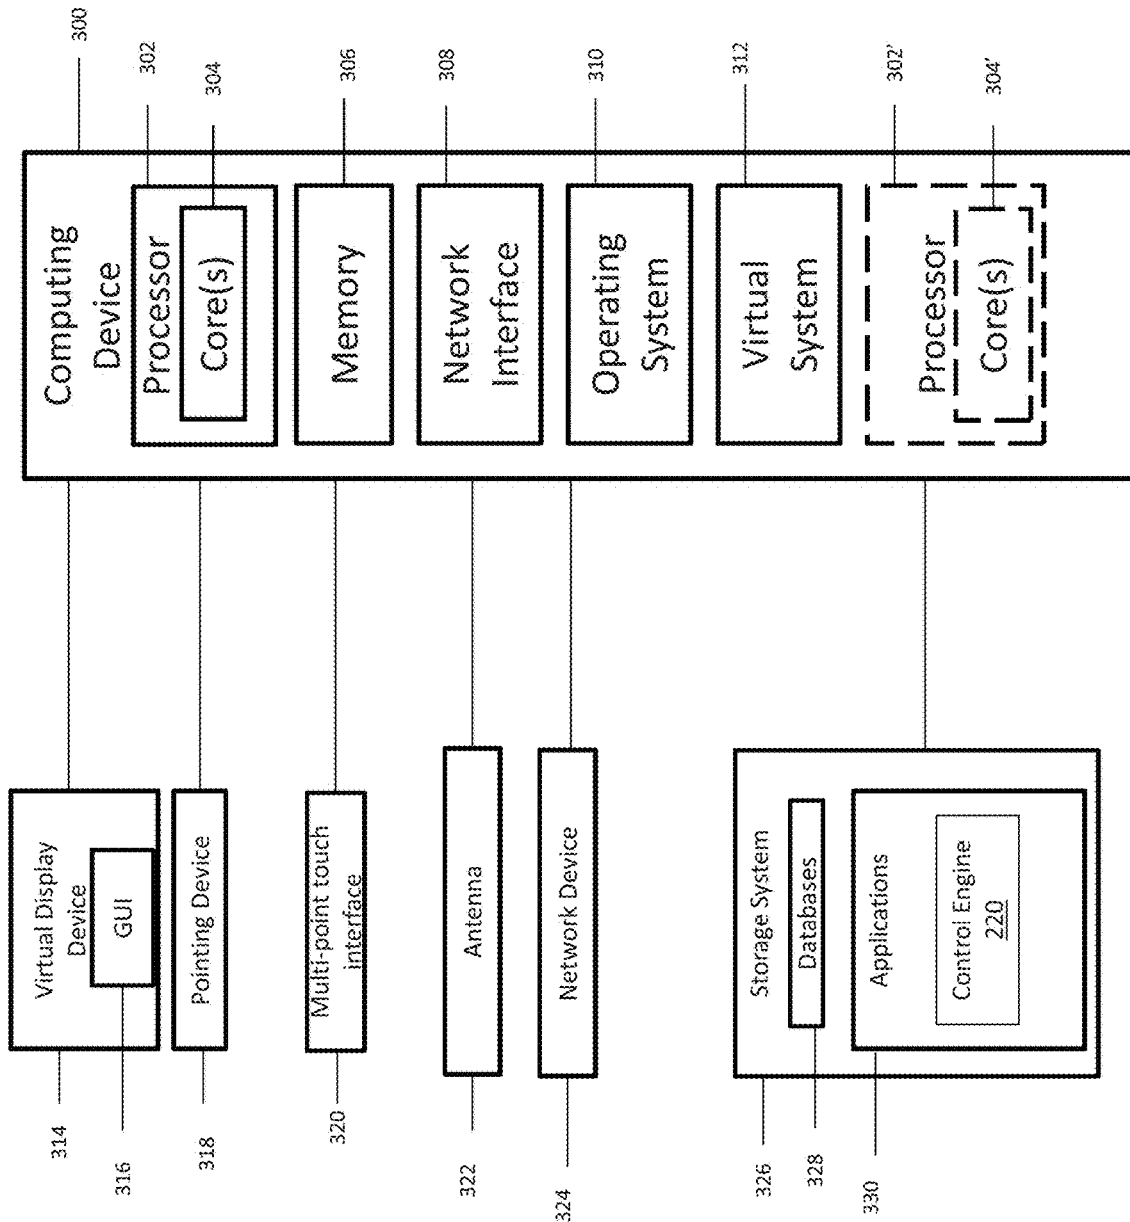 314
Virtual Display
Device
316
GUI
318
Pointing Device
320
Multi-point touch
interface
322
Antenna
324
Network Device
326
Storage System
328
Databases
330
Applications
Control Engine
220
Computing
Device
300
Processor
302
Core(s)
304
Memory
306
Network
Interface
308
Operating
System
310
Virtual
System
312
Processor
302'
Core(s)
304'